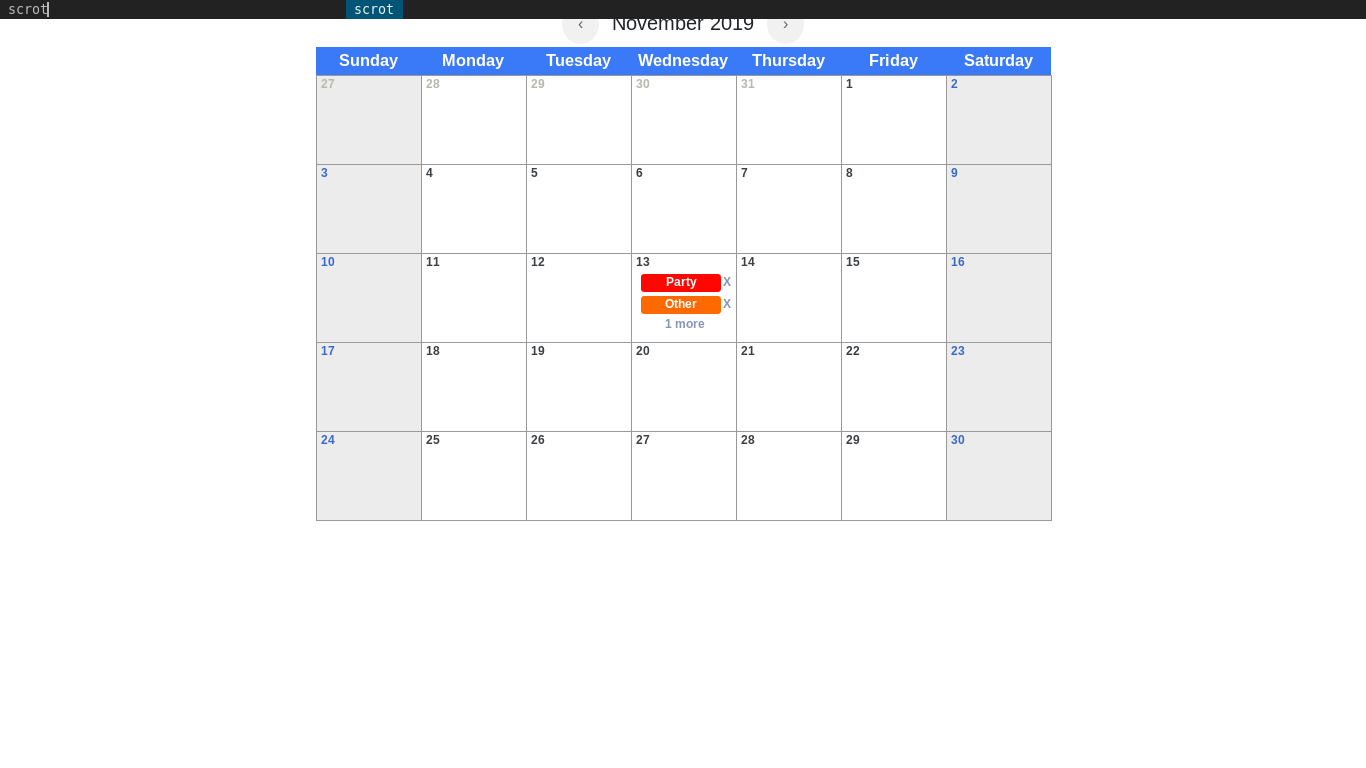 scrot scrot
‹ November 2019 ›
Sunday Monday Tuesday Wednesday Thursday Friday Saturday
27 28 29 30 31 1 2
3 4 5 6 7 8 9
10 11 12 13 14 15 16
Party X
Other X
1 more
17 18 19 20 21 22 23
24 25 26 27 28 29 30